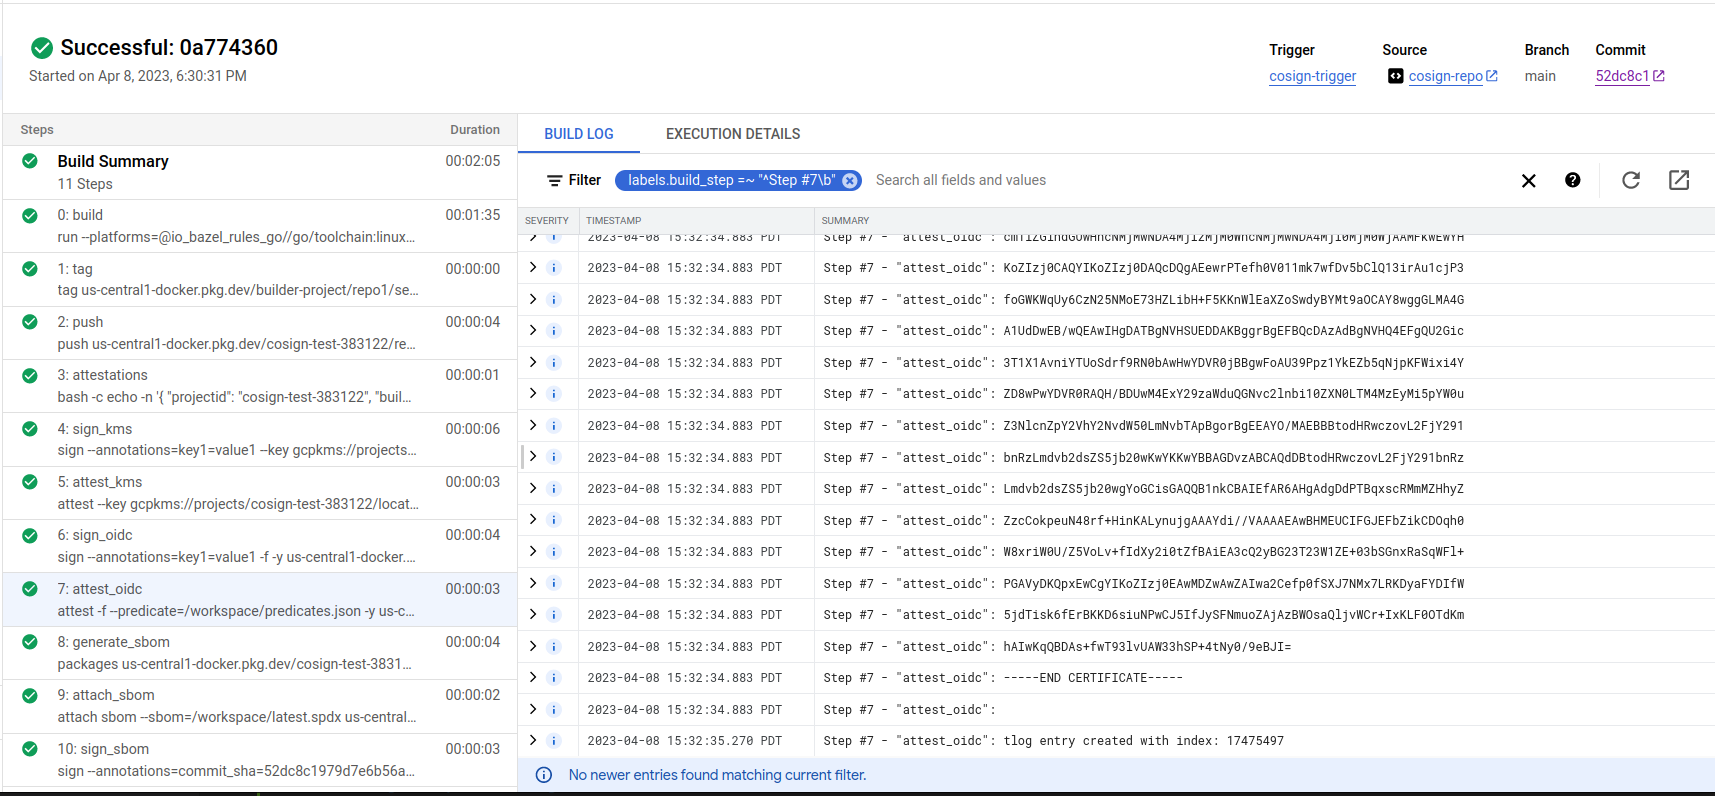 Successful: 0a774360
Started on Apr 8, 2023, 6:30:31 PM
Trigger
cosign-trigger
Source
cosign-repo
Branch
main
Commit
52dc8c1
Steps
Duration
Build Summary
00:02:05
11 Steps
0: build
00:01:35
run --platforms=@io_bazel_rules_go//go/toolchain:linux...
1: tag
00:00:00
tag us-central1-docker.pkg.dev/builder-project/repo1/se...
2: push
00:00:04
push us-central1-docker.pkg.dev/cosign-test-383122/re...
3: attestations
00:00:01
bash -c echo -n '{ "projectid": "cosign-test-383122", "buil...
4: sign_kms
00:00:06
sign --annotations=key1=value1 --key gcpkms://projects...
5: attest_kms
00:00:03
attest --key gcpkms://projects/cosign-test-383122/locat...
6: sign_oidc
00:00:04
sign --annotations=key1=value1 -f -y us-central1-docker....
7: attest_oidc
00:00:03
attest -f --predicate=/workspace/predicates.json -y us-c...
8: generate_sbom
00:00:04
packages us-central1-docker.pkg.dev/cosign-test-3831...
9: attach_sbom
00:00:02
attach sbom --sbom=/workspace/latest.spdx us-central...
10: sign_sbom
00:00:03
sign --annotations=commit_sha=52dc8c1979d7e6b56a...
BUILD LOG
EXECUTION DETAILS
Filter
labels.build_step =~ "^Step #7\b"
Search all fields and values
SEVERITY
TIMESTAMP
SUMMARY
2023-04-08 15:32:34.883 PDT Step #7 - "attest_oidc":
2023-04-08 15:32:34.883 PDT Step #7 - "attest_oidc": KoZIzj0CAQYIKoZIzj0DAQcDQgAEewrPTefh0V011mk7wfDv5bClQ13irAu1cjP3
2023-04-08 15:32:34.883 PDT Step #7 - "attest_oidc": foGWKWqUy6CzN25NMoE73HZLibH+F5KKnWlEaXZoSwdyBYMt9aOCAY8wggGLMA4G
2023-04-08 15:32:34.883 PDT Step #7 - "attest_oidc": A1UdDwEB/wQEAwIHgDATBgNVHSUEDDAKBggrBgEFBQcDAzAdBgNVHQ4EFgQU2Gic
2023-04-08 15:32:34.883 PDT Step #7 - "attest_oidc": 3T1X1AvniYTUoSdrf9RN0bAwHwYDVR0jBBgwFoAU39Ppz1YkEZb5qNjpKFWixi4Y
2023-04-08 15:32:34.883 PDT Step #7 - "attest_oidc": ZD8wPwYDVR0RAQH/BDUwM4ExY29zaWduQGNvc2lnbi10ZXN0LTM4MzEyMi5pYW0u
2023-04-08 15:32:34.883 PDT Step #7 - "attest_oidc": Z3NlcnZpY2VhY2NvdW50LmNvbTApBgorBgEEAYO/MAEBBBtodHRwczovL2FjY291
2023-04-08 15:32:34.883 PDT Step #7 - "attest_oidc": bnRzLmdvb2dsZS5jb20wKwYKKwYBBAGDvzABCAQdDBtodHRwczovL2FjY291bnRz
2023-04-08 15:32:34.883 PDT Step #7 - "attest_oidc": Lmdvb2dsZS5jb20wgYoGCisGAQQB1nkCBAIEfAR6AHgAdgDdPTBqxscRMmMZHhyZ
2023-04-08 15:32:34.883 PDT Step #7 - "attest_oidc": ZzcCokpeuN48rf+HinKALynujgAAAYdi//VAAAAEAwBHMEUCIFGJEFbZikCDOqh0
2023-04-08 15:32:34.883 PDT Step #7 - "attest_oidc": W8xriW0U/Z5VoLv+fIdXy2i0tZfBAiEA3cQ2yBG23T23W1ZE+03bSGnxRaSqWFl+
2023-04-08 15:32:34.883 PDT Step #7 - "attest_oidc": PGAVyDKQpxEwCgYIKoZIzj0EAwMDZwAwZAIwa2Cefp0fSXJ7NMx7LRKDyaFYDIfW
2023-04-08 15:32:34.883 PDT Step #7 - "attest_oidc": 5jdTisk6fErBKKD6siuNPwCJ5IfJySFNmuoZAjAzBWOsaQljvWCr+IxKLF0OTdKm
2023-04-08 15:32:34.883 PDT Step #7 - "attest_oidc": hAIwKqQBDAs+fwT93lvUAW33hSP+4tNy0/9eBJI=
2023-04-08 15:32:34.883 PDT Step #7 - "attest_oidc": -----END CERTIFICATE-----
2023-04-08 15:32:34.883 PDT Step #7 - "attest_oidc":
2023-04-08 15:32:35.270 PDT Step #7 - "attest_oidc": tlog entry created with index: 17475497
No newer entries found matching current filter.